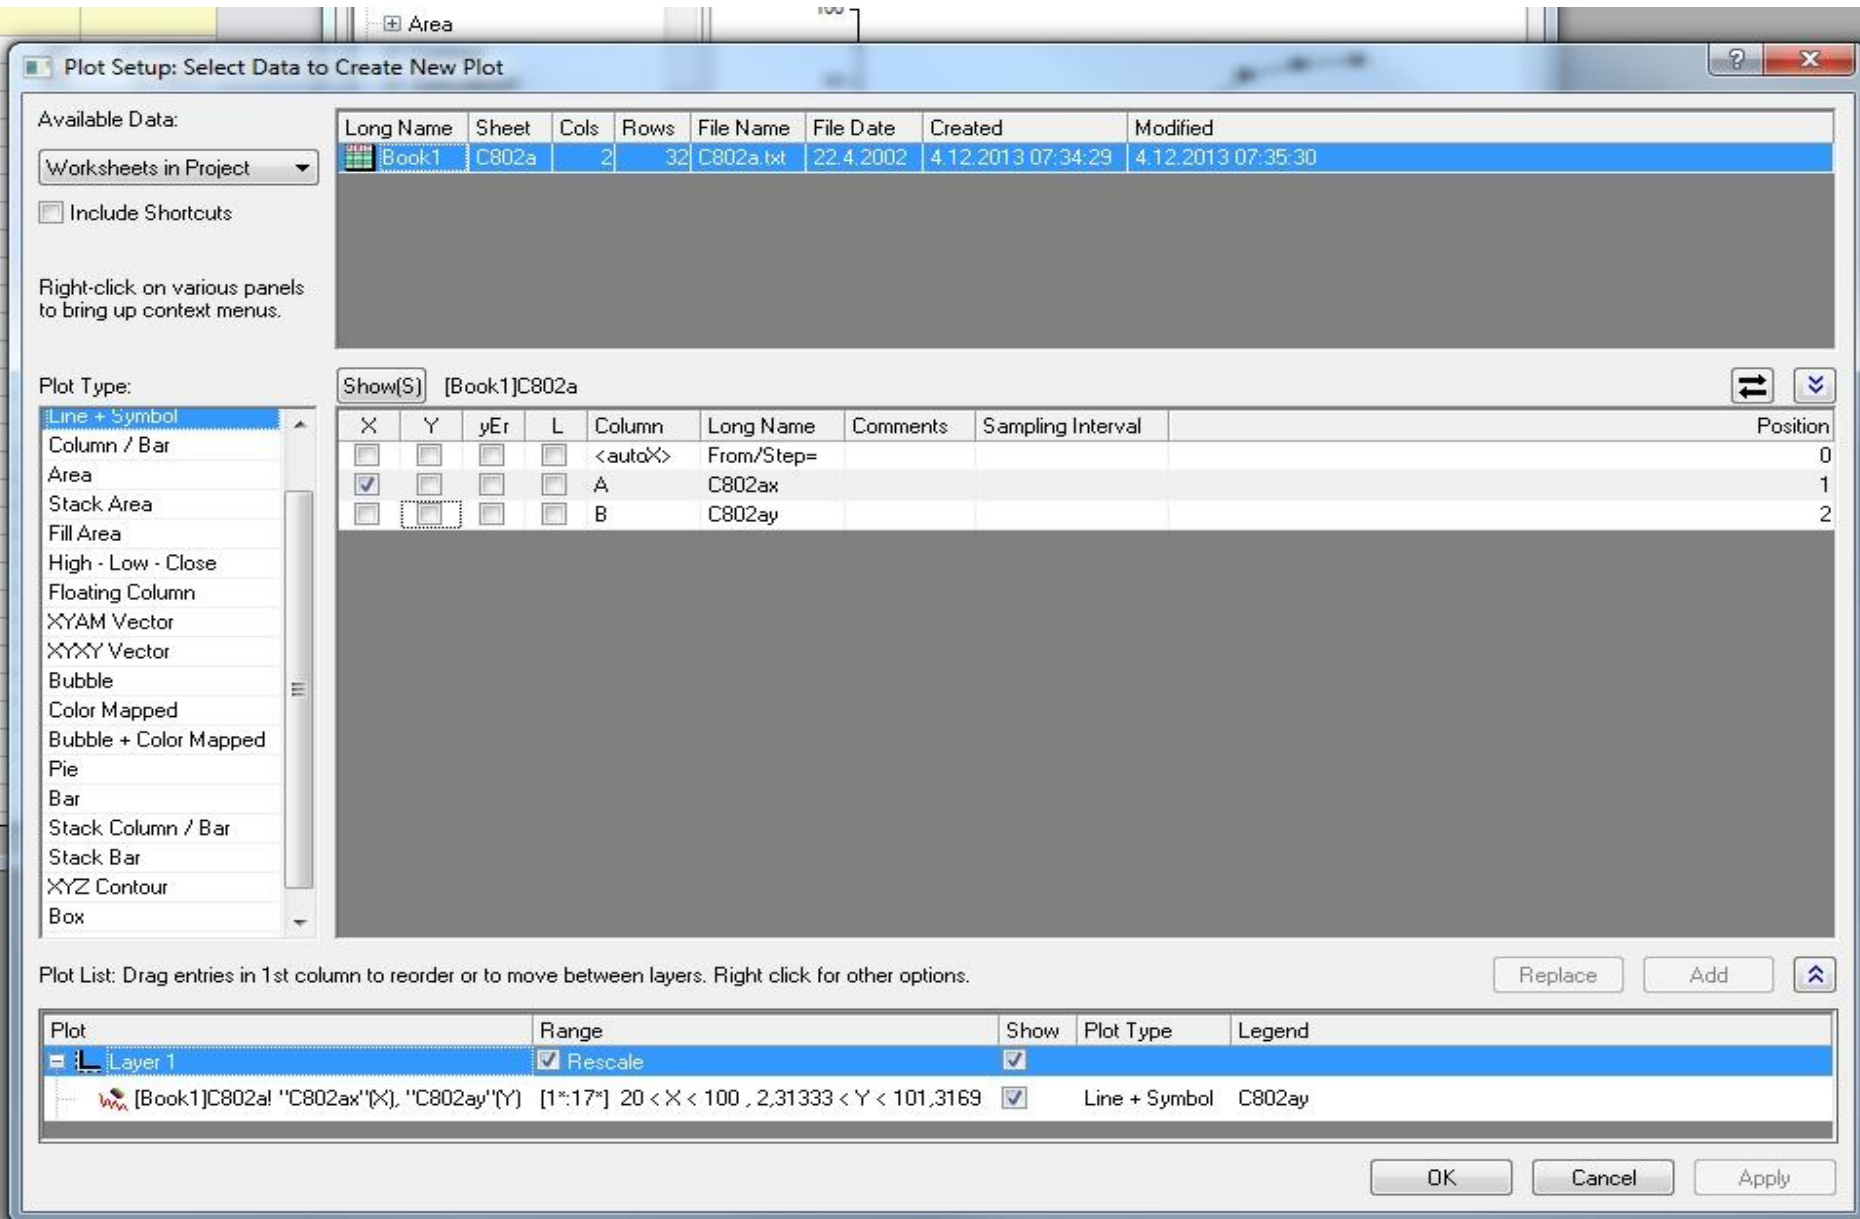 Area
Plot Setup: Select Data to Create New Plot
Available Data:
Worksheets in Project
Include Shortcuts
Right-click on various panels
to bring up context menus.
Long Name Sheet Cols Rows File Name File Date Created Modified
Book1 C802a 2 32 C802a.txt 22.4.2002 4.12.2013 07:34:29 4.12.2013 07:35:30
Plot Type:
Line + Symbol
Column / Bar
Area
Stack Area
Fill Area
High - Low - Close
Floating Column
XYAM Vector
XYXY Vector
Bubble
Color Mapped
Bubble + Color Mapped
Pie
Bar
Stack Column / Bar
Stack Bar
XYZ Contour
Box
Show(S) [Book1]C802a
X Y yEr L Column Long Name Comments Sampling Interval Position
<autoX> From/Step= 0
A C802ax 1
B C802ay 2
Plot List: Drag entries in 1st column to reorder or to move between layers. Right click for other options.
Replace Add
Plot Range Show Plot Type Legend
Layer 1 Rescale
[Book1]C802a! "C802ax"(X), "C802ay"(Y) [1*:17*] 20 < X < 100 , 2,31333 < Y < 101,3169 Line + Symbol C802ay
OK Cancel Apply